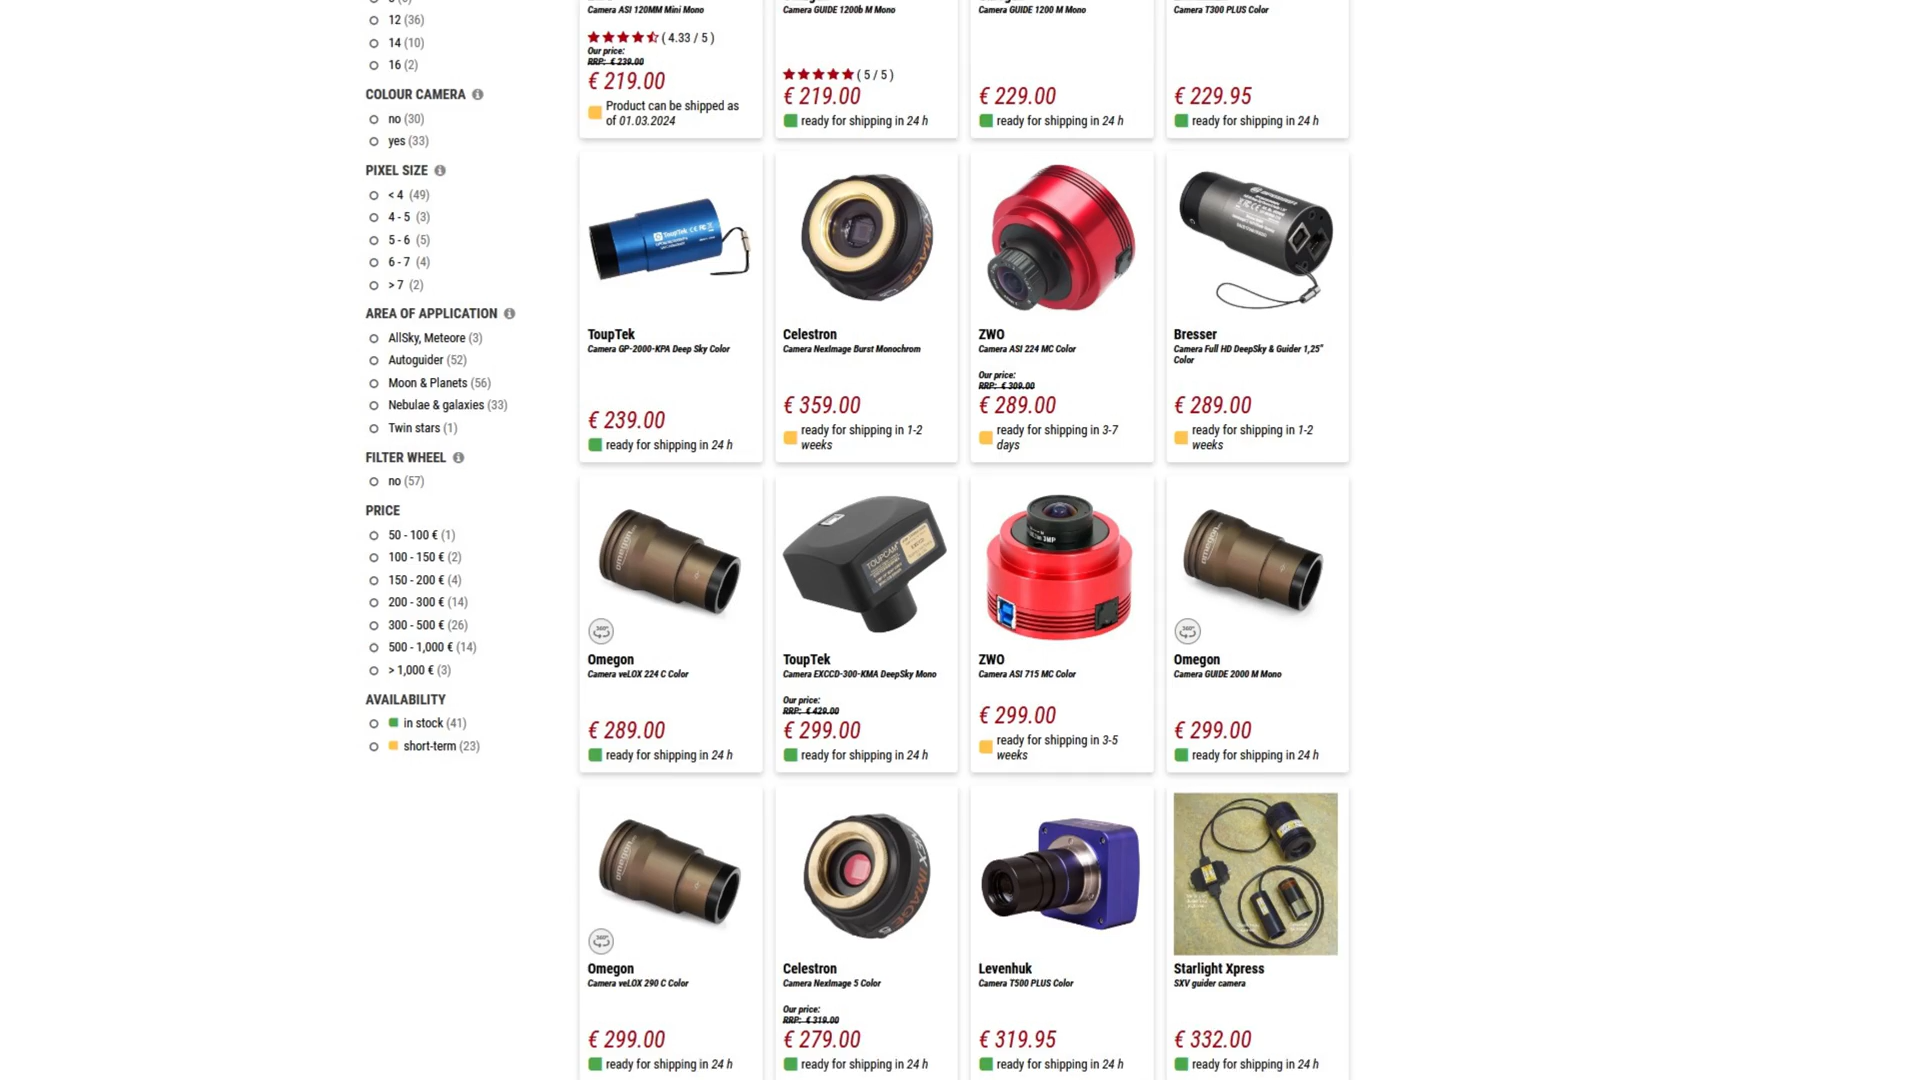 12 (36)
14 (10)
16 (2)
COLOUR CAMERA
no (30)
yes (33)
PIXEL SIZE
< 4 (49)
4 - 5 (3)
5 - 6 (5)
6 - 7 (4)
> 7 (2)
AREA OF APPLICATION
AllSky, Meteore (3)
Autoguider (52)
Moon & Planets (56)
Nebulae & galaxies (33)
Twin stars (1)
FILTER WHEEL
no (57)
PRICE
50 - 100 € (1)
100 - 150 € (2)
150 - 200 € (4)
200 - 300 € (14)
300 - 500 € (26)
500 - 1,000 € (14)
> 1,000 € (3)
AVAILABILITY
in stock (41)
short-term (23)
Camera ASI 120MM Mini Mono
( 4.33 / 5 )
Our price:
RRP: € 239.00
€ 219.00
Product can be shipped as
of 01.03.2024
Camera GUIDE 1200b M Mono
( 5 / 5 )
€ 219.00
ready for shipping in 24 h
Camera GUIDE 1200 M Mono
€ 229.00
ready for shipping in 24 h
Camera T300 PLUS Color
€ 229.95
ready for shipping in 24 h
ToupTek
ToupTek
Camera GP-2000-KPA Deep Sky Color
€ 239.00
ready for shipping in 24 h
Celestron
Camera NexImage Burst Monochrom
€ 359.00
ready for shipping in 1-2
weeks
ZWO
Camera ASI 224 MC Color
Our price:
RRP: € 309.00
€ 289.00
ready for shipping in 3-7
days
Bresser
Camera Full HD DeepSky & Guider 1,25"
Color
€ 289.00
ready for shipping in 1-2
weeks
omegon
360°
Omegon
Camera veLOX 224 C Color
€ 289.00
ready for shipping in 24 h
TOUPCAM
ToupTek
Camera EXCCD-300-KMA DeepSky Mono
Our price:
RRP: € 429.00
€ 299.00
ready for shipping in 24 h
3MP
ZWO
Camera ASI 715 MC Color
€ 299.00
ready for shipping in 3-5
weeks
omegon
360°
Omegon
Camera GUIDE 2000 M Mono
€ 299.00
ready for shipping in 24 h
omegon
360°
Omegon
Camera veLOX 290 C Color
€ 299.00
ready for shipping in 24 h
NEXIMAGE 5
Celestron
Camera NexImage 5 Color
Our price:
RRP: € 319.00
€ 279.00
ready for shipping in 24 h
Levenhuk
Camera T500 PLUS Color
€ 319.95
ready for shipping in 24 h
Starlight Xpress
SXV guider camera
€ 332.00
ready for shipping in 24 h